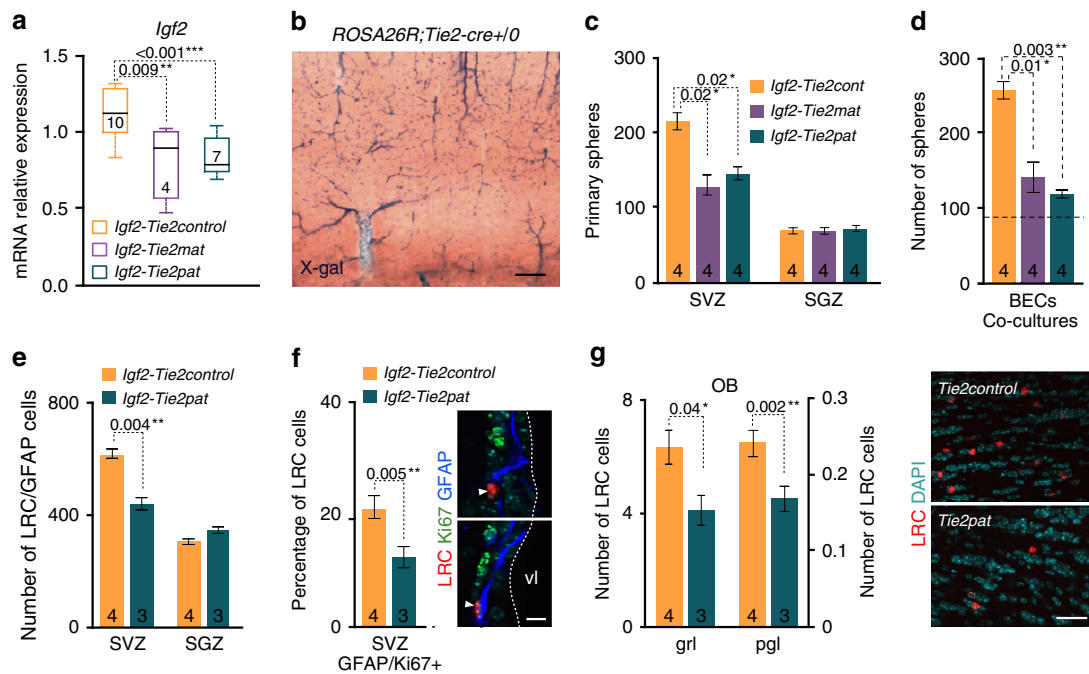 a
Igf2
mRNA relative expression
1.5
1.0
0.5
0.0
<0.001***
0.009**
10
4
7
Igf2-Tie2control
Igf2-Tie2mat
Igf2-Tie2pat
b
ROSA26R;Tie2-cre+/0
X-gal
c
Primary spheres
300
200
100
0
0.02*
0.02*
Igf2-Tie2cont
Igf2-Tie2mat
Igf2-Tie2pat
4 4 4 4 4 4
SVZ SGZ
d
Number of spheres
300
200
100
0
0.003**
0.01*
4 4 4
BECs
Co-cultures
e
Igf2-Tie2control
Igf2-Tie2pat
Number of LRC/GFAP cells
800
400
0
0.004**
4 3 4 3
SVZ SGZ
f
Igf2-Tie2control
Igf2-Tie2pat
Percentage of LRC cells
40
20
0
0.005**
4 3
SVZ
GFAP/Ki67+
LRC Ki67 GFAP
vl
g
Igf2-Tie2control
Igf2-Tie2pat
OB
Number of LRC cells
8
4
0
0.04*
0.002**
4 3 4 3
grl pgl
0.3
0.2
0.1
0
Number of LRC cells
LRC DAPI
Tie2control
Tie2pat